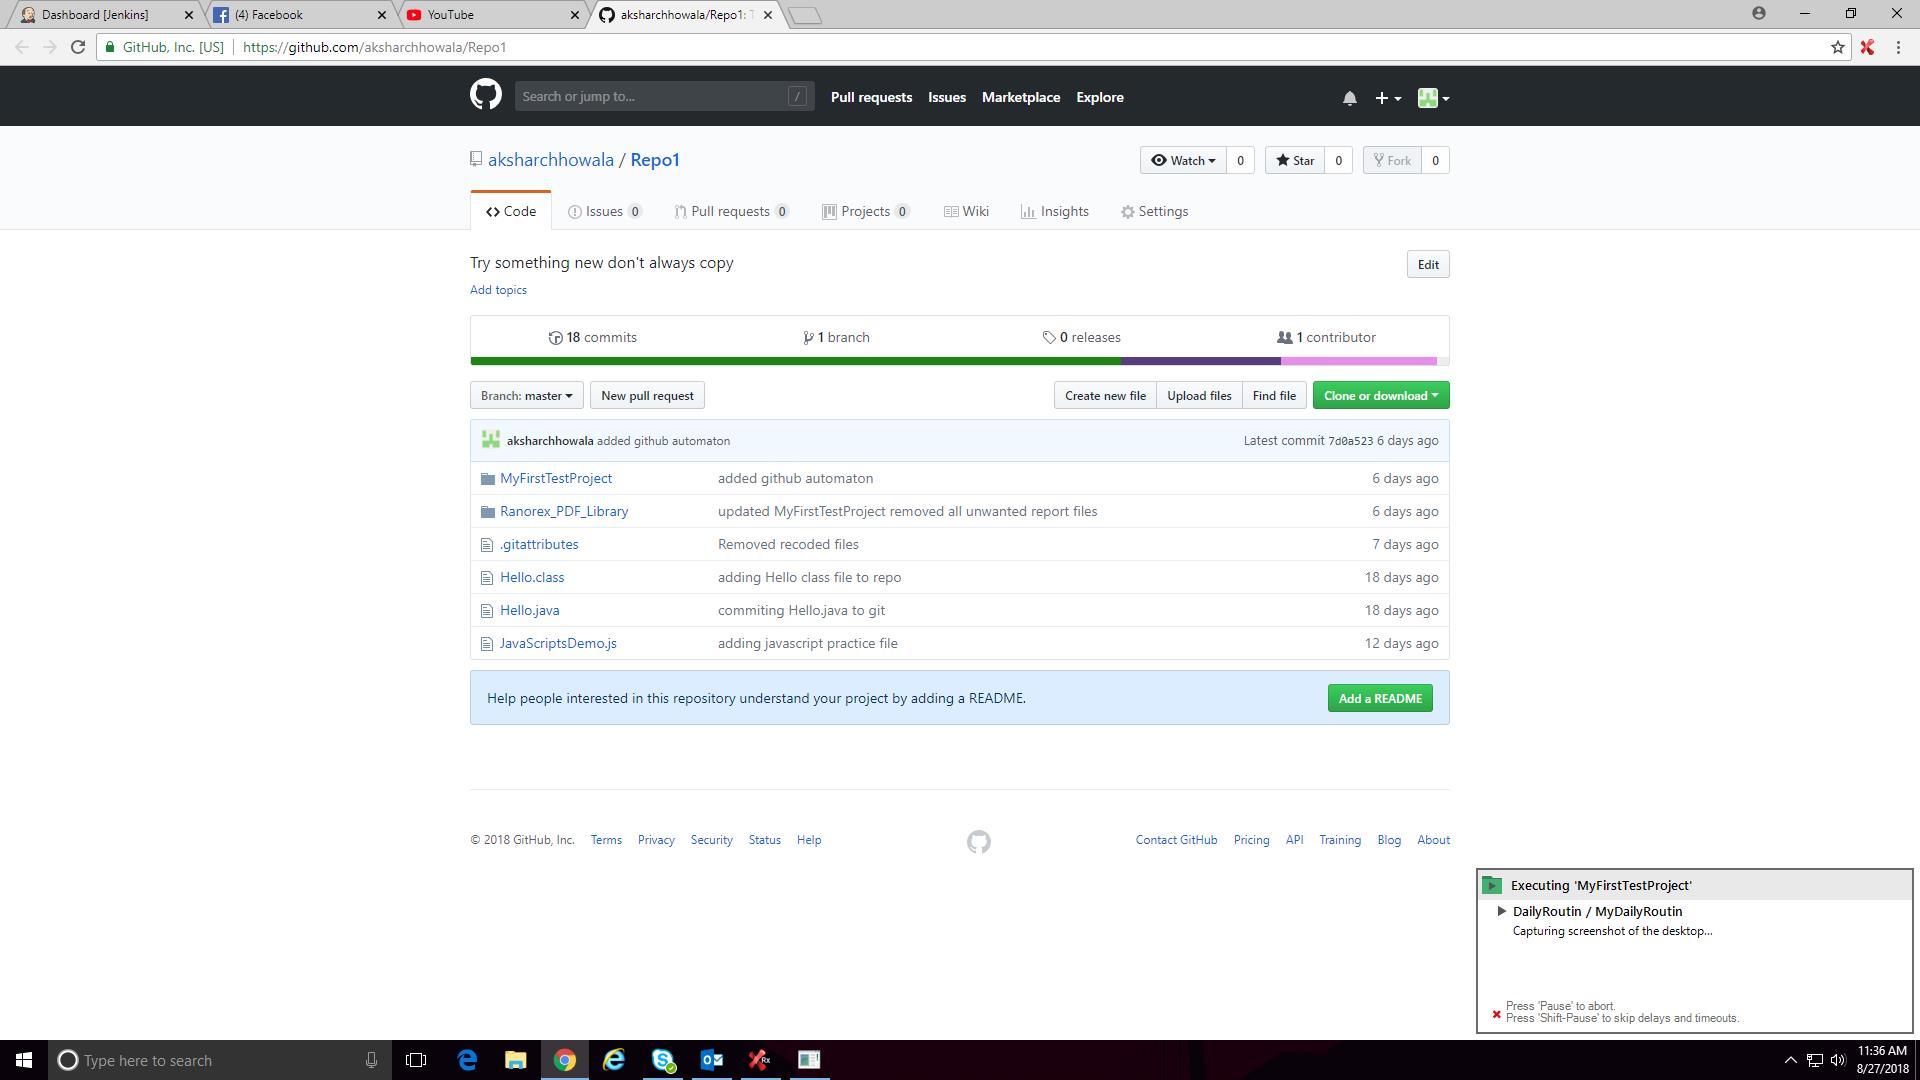 Dashboard [Jenkins]
(4) Facebook
YouTube
aksharchhowala/Repo1:
GitHub, Inc. [US]
https://github.com/aksharchhowala/Repo1
Search or jump to...
/
Pull requests
Issues
Marketplace
Explore
aksharchhowala / Repo1
Watch
0
Star
0
Fork
0
Code
Issues 0
Pull requests 0
Projects 0
Wiki
Insights
Settings
Try something new don't always copy
Edit
Add topics
18 commits
1 branch
0 releases
1 contributor
Branch: master
New pull request
Create new file
Upload files
Find file
Clone or download
aksharchhowala added github automaton
Latest commit 7d0a523 6 days ago
MyFirstTestProject
added github automaton
6 days ago
Ranorex_PDF_Library
updated MyFirstTestProject removed all unwanted report files
6 days ago
.gitattributes
Removed recoded files
7 days ago
Hello.class
adding Hello class file to repo
18 days ago
Hello.java
commiting Hello.java to git
18 days ago
JavaScriptsDemo.js
adding javascript practice file
12 days ago
Help people interested in this repository understand your project by adding a README.
Add a README
© 2018 GitHub, Inc.
Terms
Privacy
Security
Status
Help
Contact GitHub
Pricing
API
Training
Blog
About
Executing 'MyFirstTestProject'
DailyRoutin / MyDailyRoutin
Capturing screenshot of the desktop...
Press 'Pause' to abort.
Press 'Shift-Pause' to skip delays and timeouts.
Type here to search
11:36 AM
8/27/2018